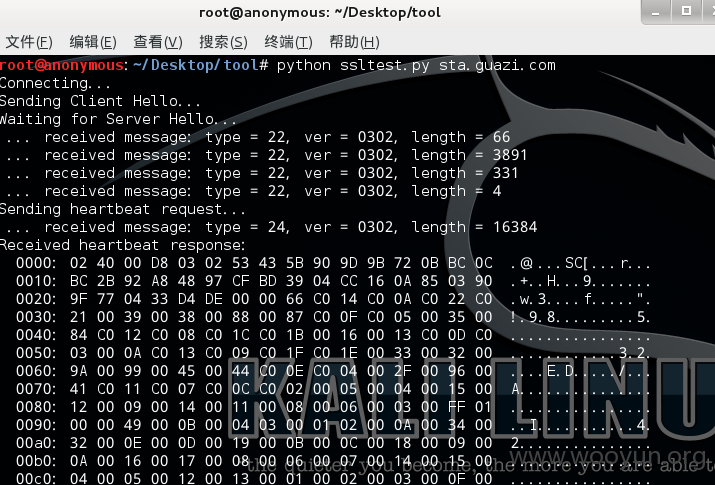 root@anonymous: ~/Desktop/tool
文件(F) 编辑(E) 查看(V) 搜索(S) 终端(T) 帮助(H)
root@anonymous:~/Desktop/tool# python ssltest.py sta.guazi.com
Connecting...
Sending Client Hello...
Waiting for Server Hello...
 ... received message: type = 22, ver = 0302, length = 66
 ... received message: type = 22, ver = 0302, length = 3891
 ... received message: type = 22, ver = 0302, length = 331
 ... received message: type = 22, ver = 0302, length = 4
Sending heartbeat request...
 ... received message: type = 24, ver = 0302, length = 16384
Received heartbeat response:
  0000: 02 40 00 D8 03 02 53 43 5B 90 9D 9B 72 0B BC 0C  .@....SC[...r...
  0010: BC 2B 92 A8 48 97 CF BD 39 04 CC 16 0A 85 03 90  .+..H...9.......
  0020: 9F 77 04 33 D4 DE 00 00 66 C0 14 C0 0A C0 22 C0  .w.3....f.....".
  0030: 21 00 39 00 38 00 88 00 87 C0 0F C0 05 00 35 00  !.9.8.........5.
  0040: 84 C0 12 C0 08 C0 1C C0 1B 00 16 00 13 C0 0D C0  ................
  0050: 03 00 0A C0 13 C0 09 C0 1F C0 1E 00 33 00 32 00  ............3.2.
  0060: 9A 00 99 00 45 00 44 C0 0E C0 04 00 2F 00 96 00  ....E.D...../...
  0070: 41 C0 11 C0 07 C0 0C C0 02 00 05 00 04 00 15 00  A...............
  0080: 12 00 09 00 14 00 11 00 08 00 06 00 03 00 FF 01  ................
  0090: 00 00 49 00 0B 00 04 03 00 01 02 00 0A 00 34 00  ..I...........4.
  00a0: 32 00 0E 00 0D 00 19 00 0B 00 0C 00 18 00 09 00  2...............
  00b0: 0A 00 16 00 17 00 08 00 06 00 07 00 14 00 15 00  ................
  00c0: 04 00 05 00 12 00 13 00 01 00 02 00 03 00 0F 00  ................
KALI LINU
the quieter you become, the more you are able to
www.wooyun.org